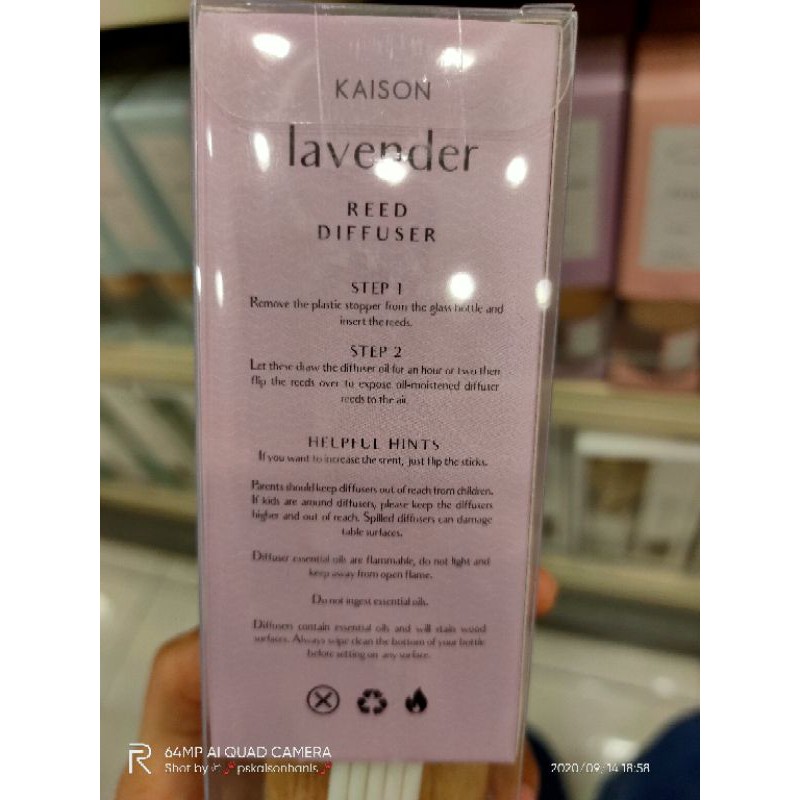 KAISON
lavender
REED
DIFFUSER
STEP 1
Remove the plastic stopper from the glass bottle and
insert the reeds.
STEP 2
Let these draw the diffuser oil for an hour or two then
flip the reeds over to expose oil-moistened diffuser
reeds to the air.
HELPFUL HINTS
If you want to increase the scent, just flip the sticks.
Parents should keep diffusers out of reach from children.
If kids are around diffusers, please keep the diffusers
higher and out of reach. Spilled diffusers can damage
table surfaces.
Diffuser essential oils are flammable, do not light and
keep away from open flame.
Do not ingest essential oils.
Diffusers contain essential oils and will stain wood
surfaces. Always wipe clean the bottom of your bottle
before setting on any surface.
64MP AI QUAD CAMERA
Shot by pskaisonhanis
2020/09/14 18:58